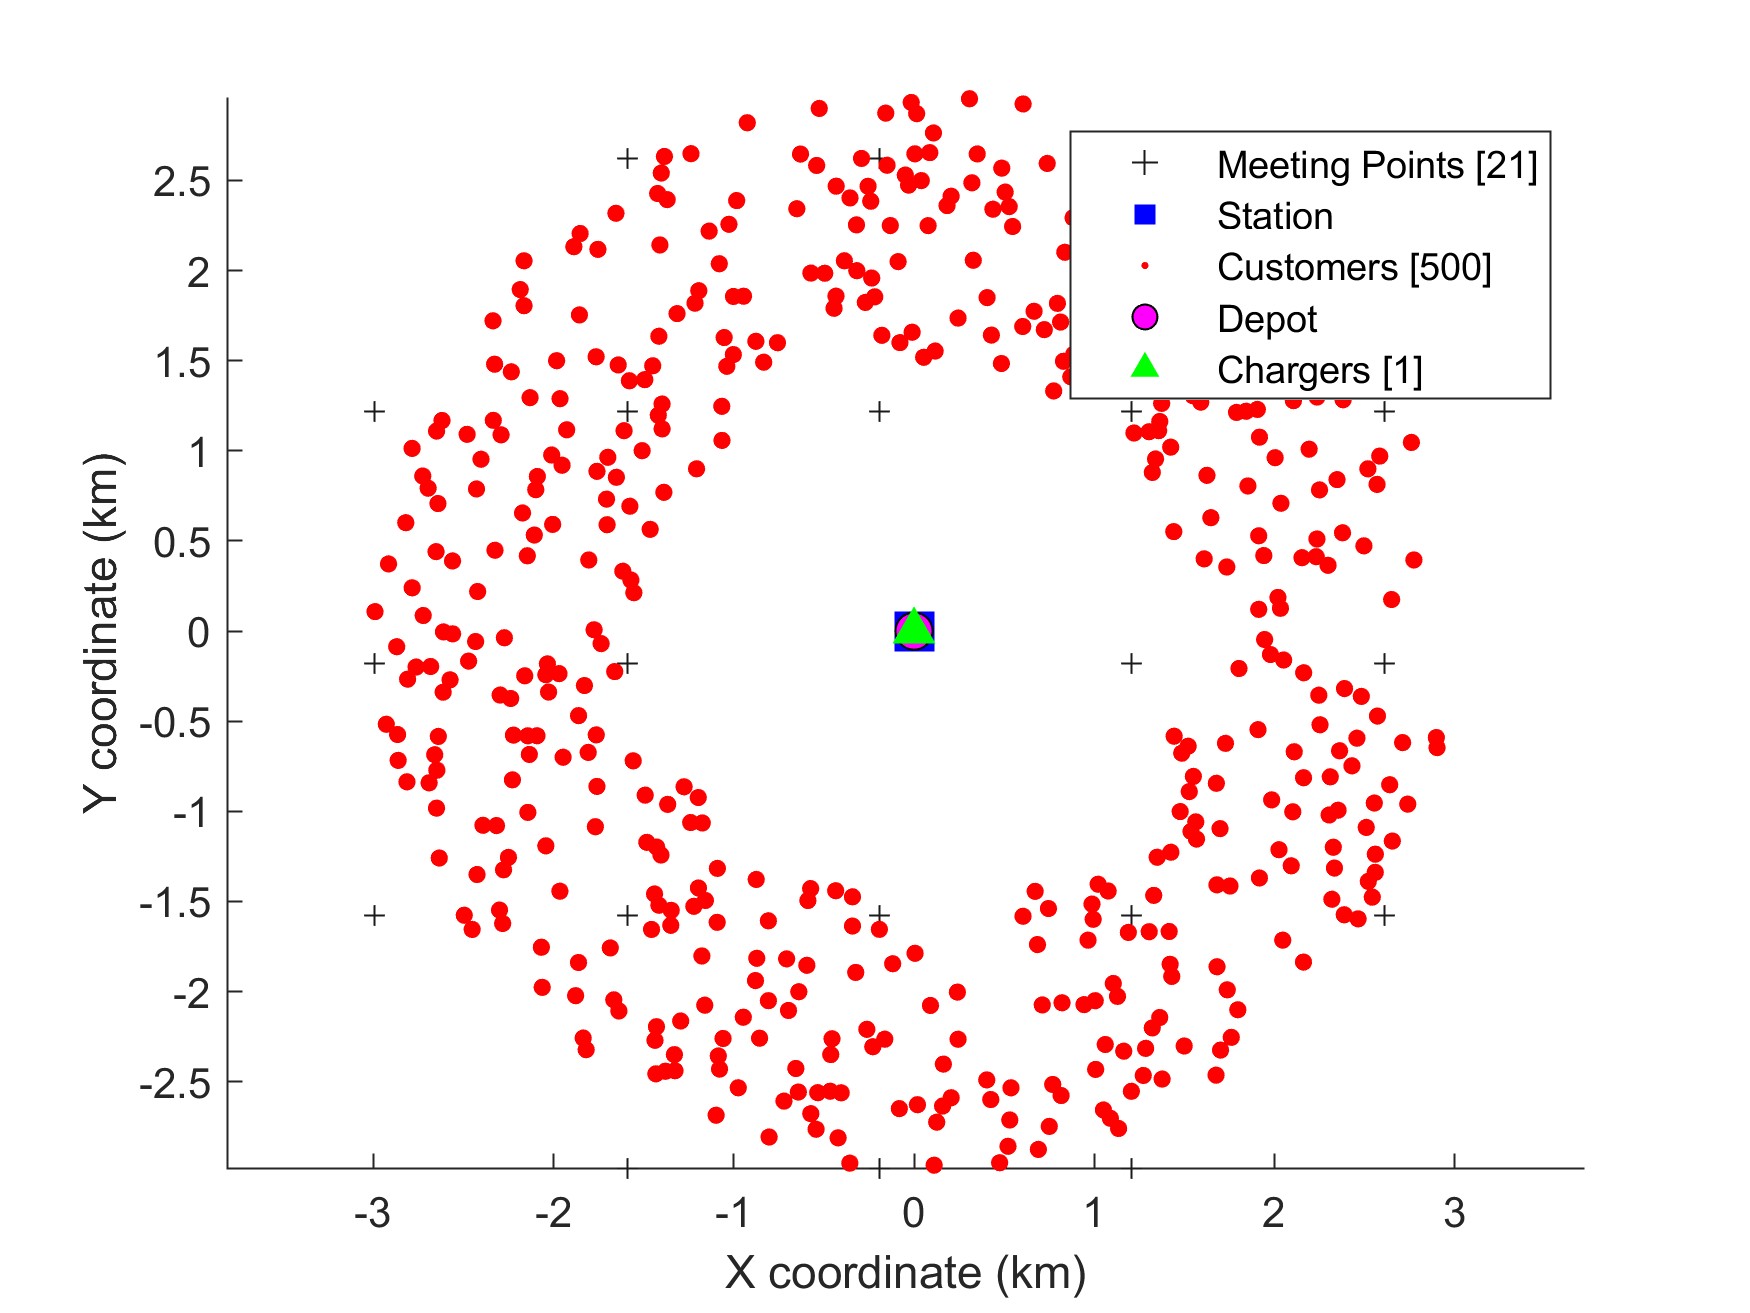 Meeting Points [21]
Station
Customers [500]
Depot
Chargers [1]
2.5
2
1.5
1
0.5
0
-0.5
-1
-1.5
-2
-2.5
Y coordinate (km)
-3 -2 -1 0 1 2 3
X coordinate (km)